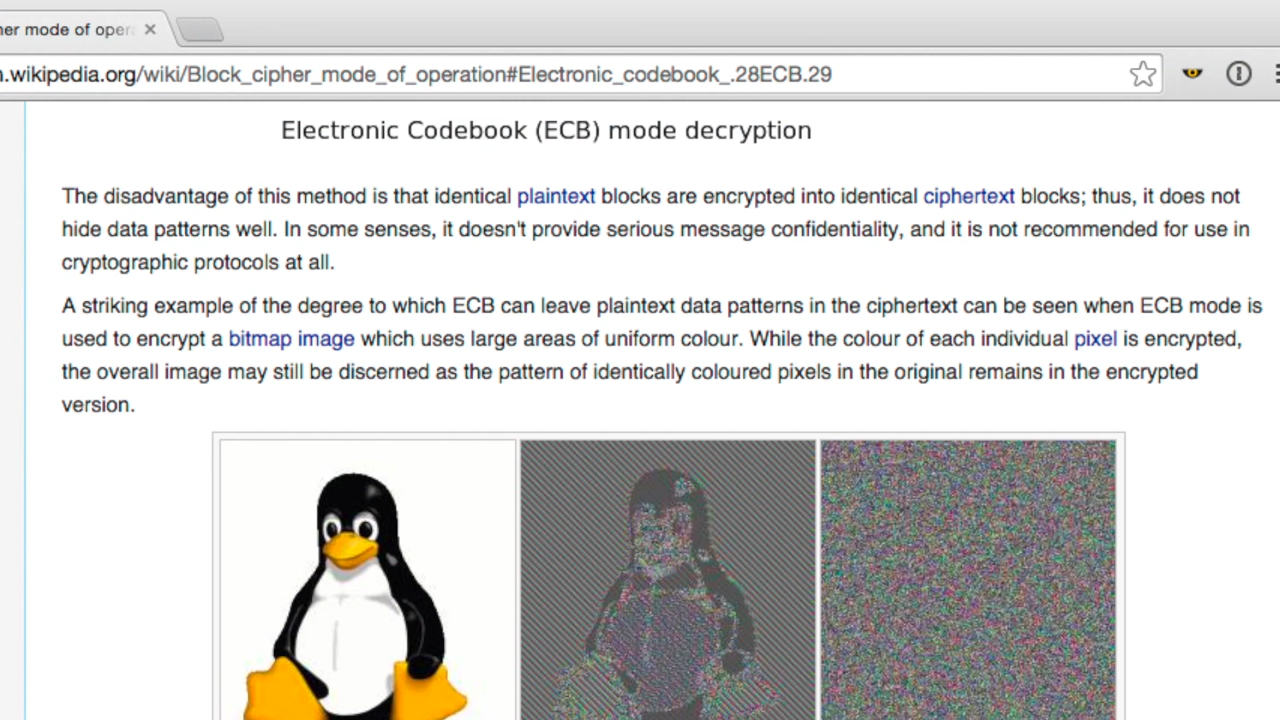 er mode of oper
n.wikipedia.org/wiki/Block_cipher_mode_of_operation#Electronic_codebook_.28ECB.29
Electronic Codebook (ECB) mode decryption
The disadvantage of this method is that identical plaintext blocks are encrypted into identical ciphertext blocks; thus, it does not
hide data patterns well. In some senses, it doesn't provide serious message confidentiality, and it is not recommended for use in
cryptographic protocols at all.
A striking example of the degree to which ECB can leave plaintext data patterns in the ciphertext can be seen when ECB mode is
used to encrypt a bitmap image which uses large areas of uniform colour. While the colour of each individual pixel is encrypted,
the overall image may still be discerned as the pattern of identically coloured pixels in the original remains in the encrypted
version.